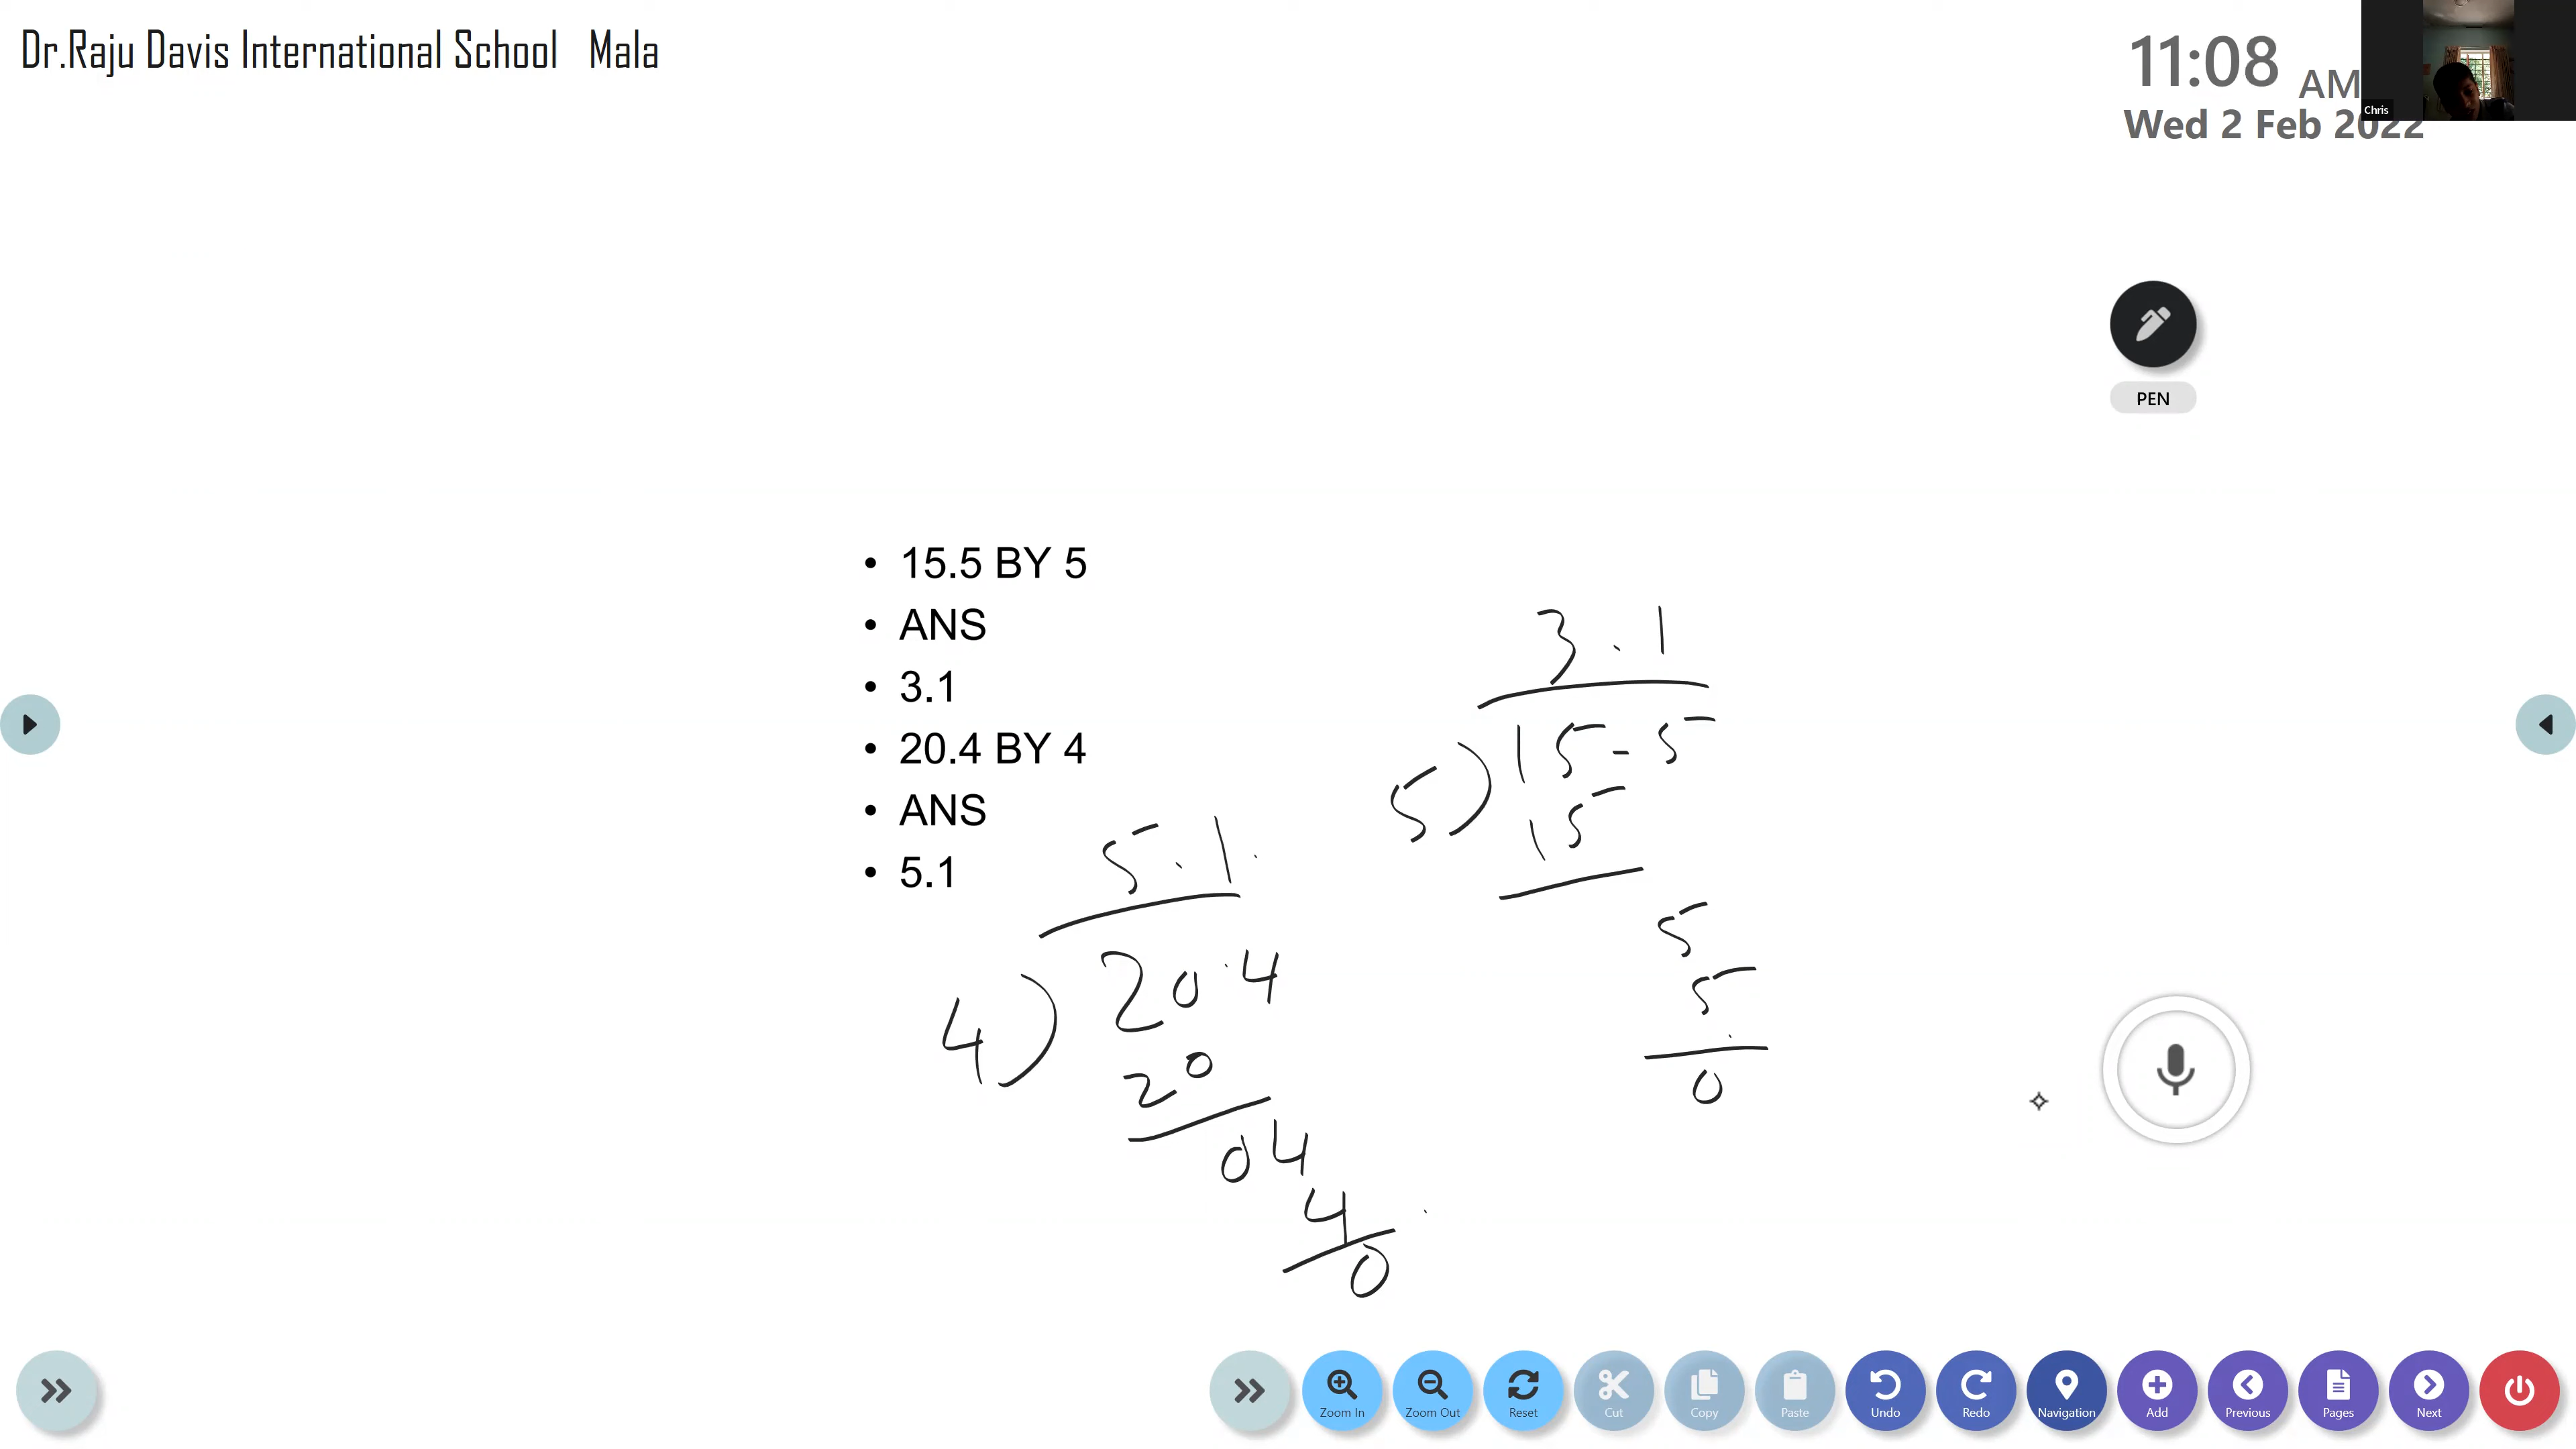 Dr.Raju Davis International School Mala
11:08 AM
Wed 2 Feb 2022
Chris
PEN
• 15.5 BY 5
• ANS
• 3.1
• 20.4 BY 4
• ANS
• 5.1
3.1
5)15.5
15
5
5
0
5.1
4)20.4
20
04
4
0
Zoom In
Zoom Out
Reset
Cut
Copy
Paste
Undo
Redo
Navigation
Add
Previous
Pages
Next